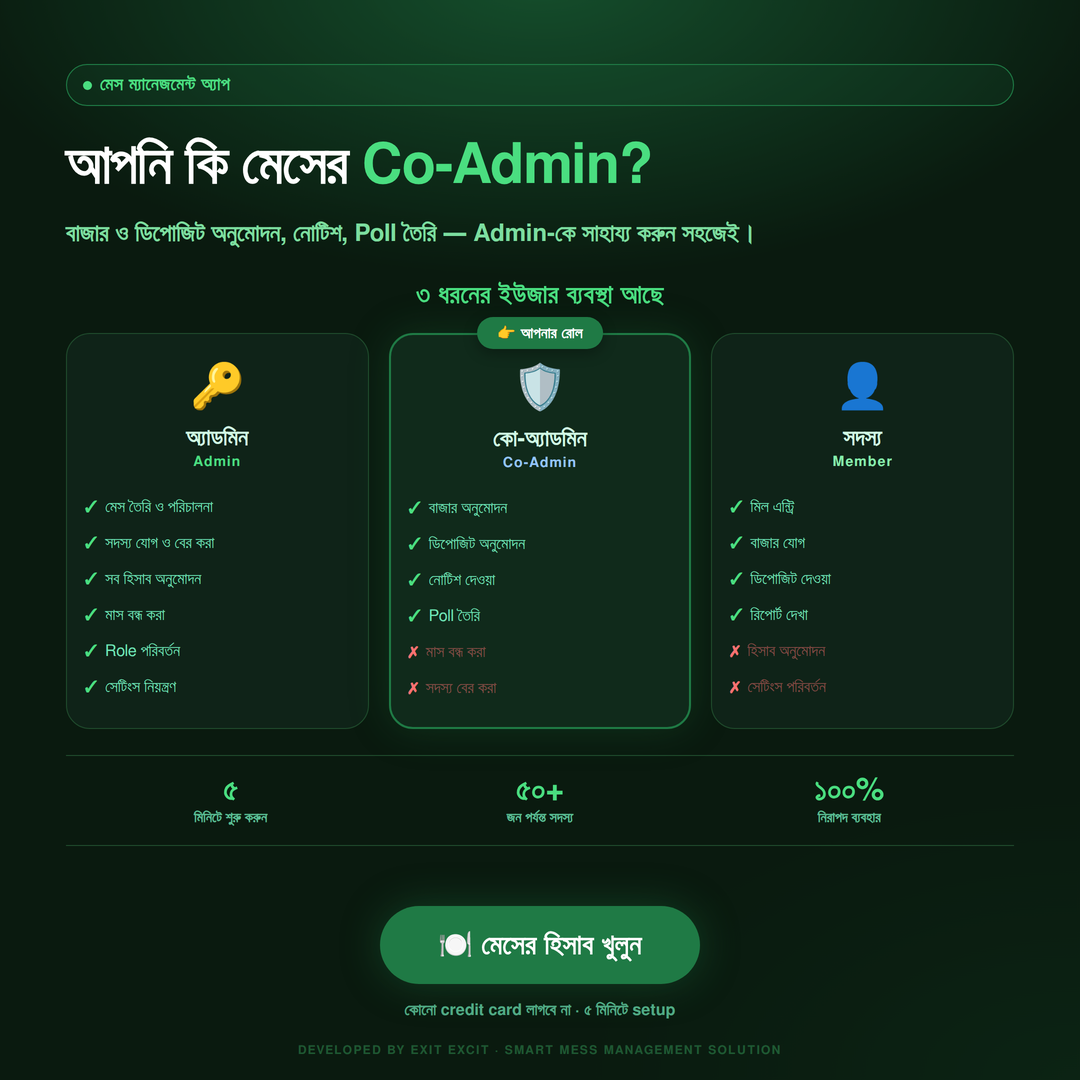 মেস ম্যানেজমেন্ট অ্যাপ
আপনি কি মেসের Co-Admin?
বাজার ও ডিপোজিট অনুমোদন, নোটিশ, Poll তৈরি — Admin-কে সাহায্য করুন সহজেই।
৩ ধরনের ইউজার ব্যবস্থা আছে
অ্যাডমিন
Admin
✓ মেস তৈরি ও পরিচালনা
✓ সদস্য যোগ ও বের করা
✓ সব হিসাব অনুমোদন
✓ মাস বন্ধ করা
✓ Role পরিবর্তন
✓ সেটিংস নিয়ন্ত্রণ
👉 আপনার রোল
কো-অ্যাডমিন
Co-Admin
✓ বাজার অনুমোদন
✓ ডিপোজিট অনুমোদন
✓ নোটিশ দেওয়া
✓ Poll তৈরি
✗ মাস বন্ধ করা
✗ সদস্য বের করা
সদস্য
Member
✓ মিল এন্ট্রি
✓ বাজার যোগ
✓ ডিপোজিট দেওয়া
✓ রিপোর্ট দেখা
✗ হিসাব অনুমোদন
✗ সেটিংস পরিবর্তন
৫
মিনিটে শুরু করুন
৫০+
জন পর্যন্ত সদস্য
১০০%
নিরাপদ ব্যবহার
🍽️ মেসের হিসাব খুলুন
কোনো credit card লাগবে না · ৫ মিনিটে setup
DEVELOPED BY EXIT EXCIT · SMART MESS MANAGEMENT SOLUTION